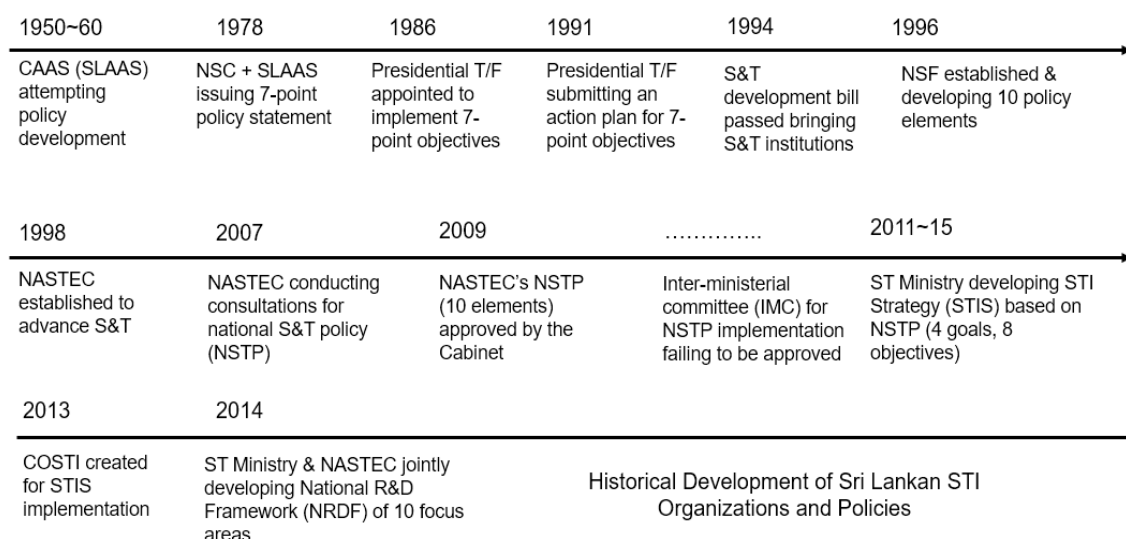 1950~60 1978 1986 1991 1994 1996
CAAS (SLAAS)
attempting
policy
development
NSC + SLAAS
issuing 7-point
policy statement
Presidential T/F
appointed to
implement 7-
point objectives
Presidential T/F
submitting an
action plan for 7-
point objectives
S&T
development bill
passed bringing
S&T institutions
NSF established &
developing 10 policy
elements
1998 2007 2009 ………….. 2011~15
NASTEC
established to
advance S&T
NASTEC conducting
consultations for
national S&T policy
(NSTP)
NASTEC’s NSTP
(10 elements)
approved by the
Cabinet
Inter-ministerial
committee (IMC) for
NSTP implementation
failing to be approved
ST Ministry developing STI
Strategy (STIS) based on
NSTP (4 goals, 8
objectives)
2013 2014
COSTI created
for STIS
implementation
ST Ministry & NASTEC jointly
developing National R&D
Framework (NRDF) of 10 focus
areas
Historical Development of Sri Lankan STI
Organizations and Policies